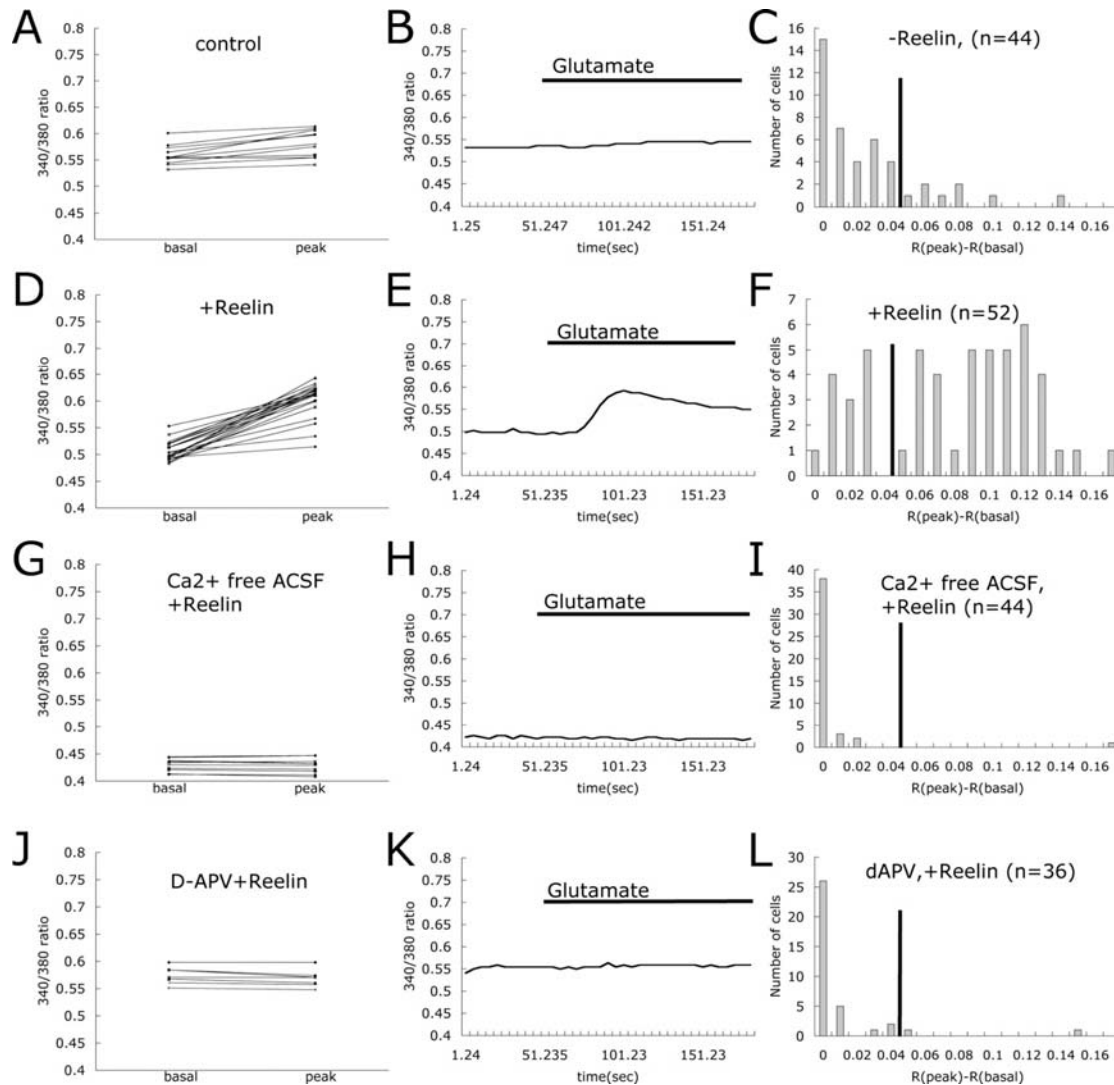 A
control
340/380 ratio
0.8
0.75
0.7
0.65
0.6
0.55
0.5
0.45
0.4
basal peak
B
Glutamate
340/380 ratio
0.8
0.75
0.7
0.65
0.6
0.55
0.5
0.45
0.4
1.25 51.247 101.242 151.24
time(sec)
C
-Reelin, (n=44)
Number of cells
16
14
12
10
8
6
4
2
0
0 0.02 0.04 0.06 0.08 0.1 0.12 0.14 0.16
R(peak)-R(basal)
D
+Reelin
340/380 ratio
0.8
0.75
0.7
0.65
0.6
0.55
0.5
0.45
0.4
basal peak
E
Glutamate
340/380 ratio
0.8
0.75
0.7
0.65
0.6
0.55
0.5
0.45
0.4
1.24 51.235 101.23 151.23
time(sec)
F
+Reelin (n=52)
Number of cells
7
6
5
4
3
2
1
0
0 0.02 0.04 0.06 0.08 0.1 0.12 0.14 0.16
R(peak)-R(basal)
G
Ca2+ free ACSF
+Reelin
340/380 ratio
0.8
0.75
0.7
0.65
0.6
0.55
0.5
0.45
0.4
basal peak
H
Glutamate
340/380 ratio
0.8
0.75
0.7
0.65
0.6
0.55
0.5
0.45
0.4
1.24 51.235 101.23 151.23
time(sec)
I
Ca2+ free ACSF,
+Reelin (n=44)
Number of cells
40
35
30
25
20
15
10
5
0
0 0.02 0.04 0.06 0.08 0.1 0.12 0.14 0.16
R(peak)-R(basal)
J
D-APV+Reelin
340/380 ratio
0.8
0.75
0.7
0.65
0.6
0.55
0.5
0.45
0.4
basal peak
K
Glutamate
340/380 ratio
0.8
0.75
0.7
0.65
0.6
0.55
0.5
0.45
0.4
1.24 51.235 101.23 151.23
time(sec)
L
dAPV,+Reelin (n=36)
Number of cells
30
25
20
15
10
5
0
0 0.02 0.04 0.06 0.08 0.1 0.12 0.14 0.16
R(peak)-R(basal)